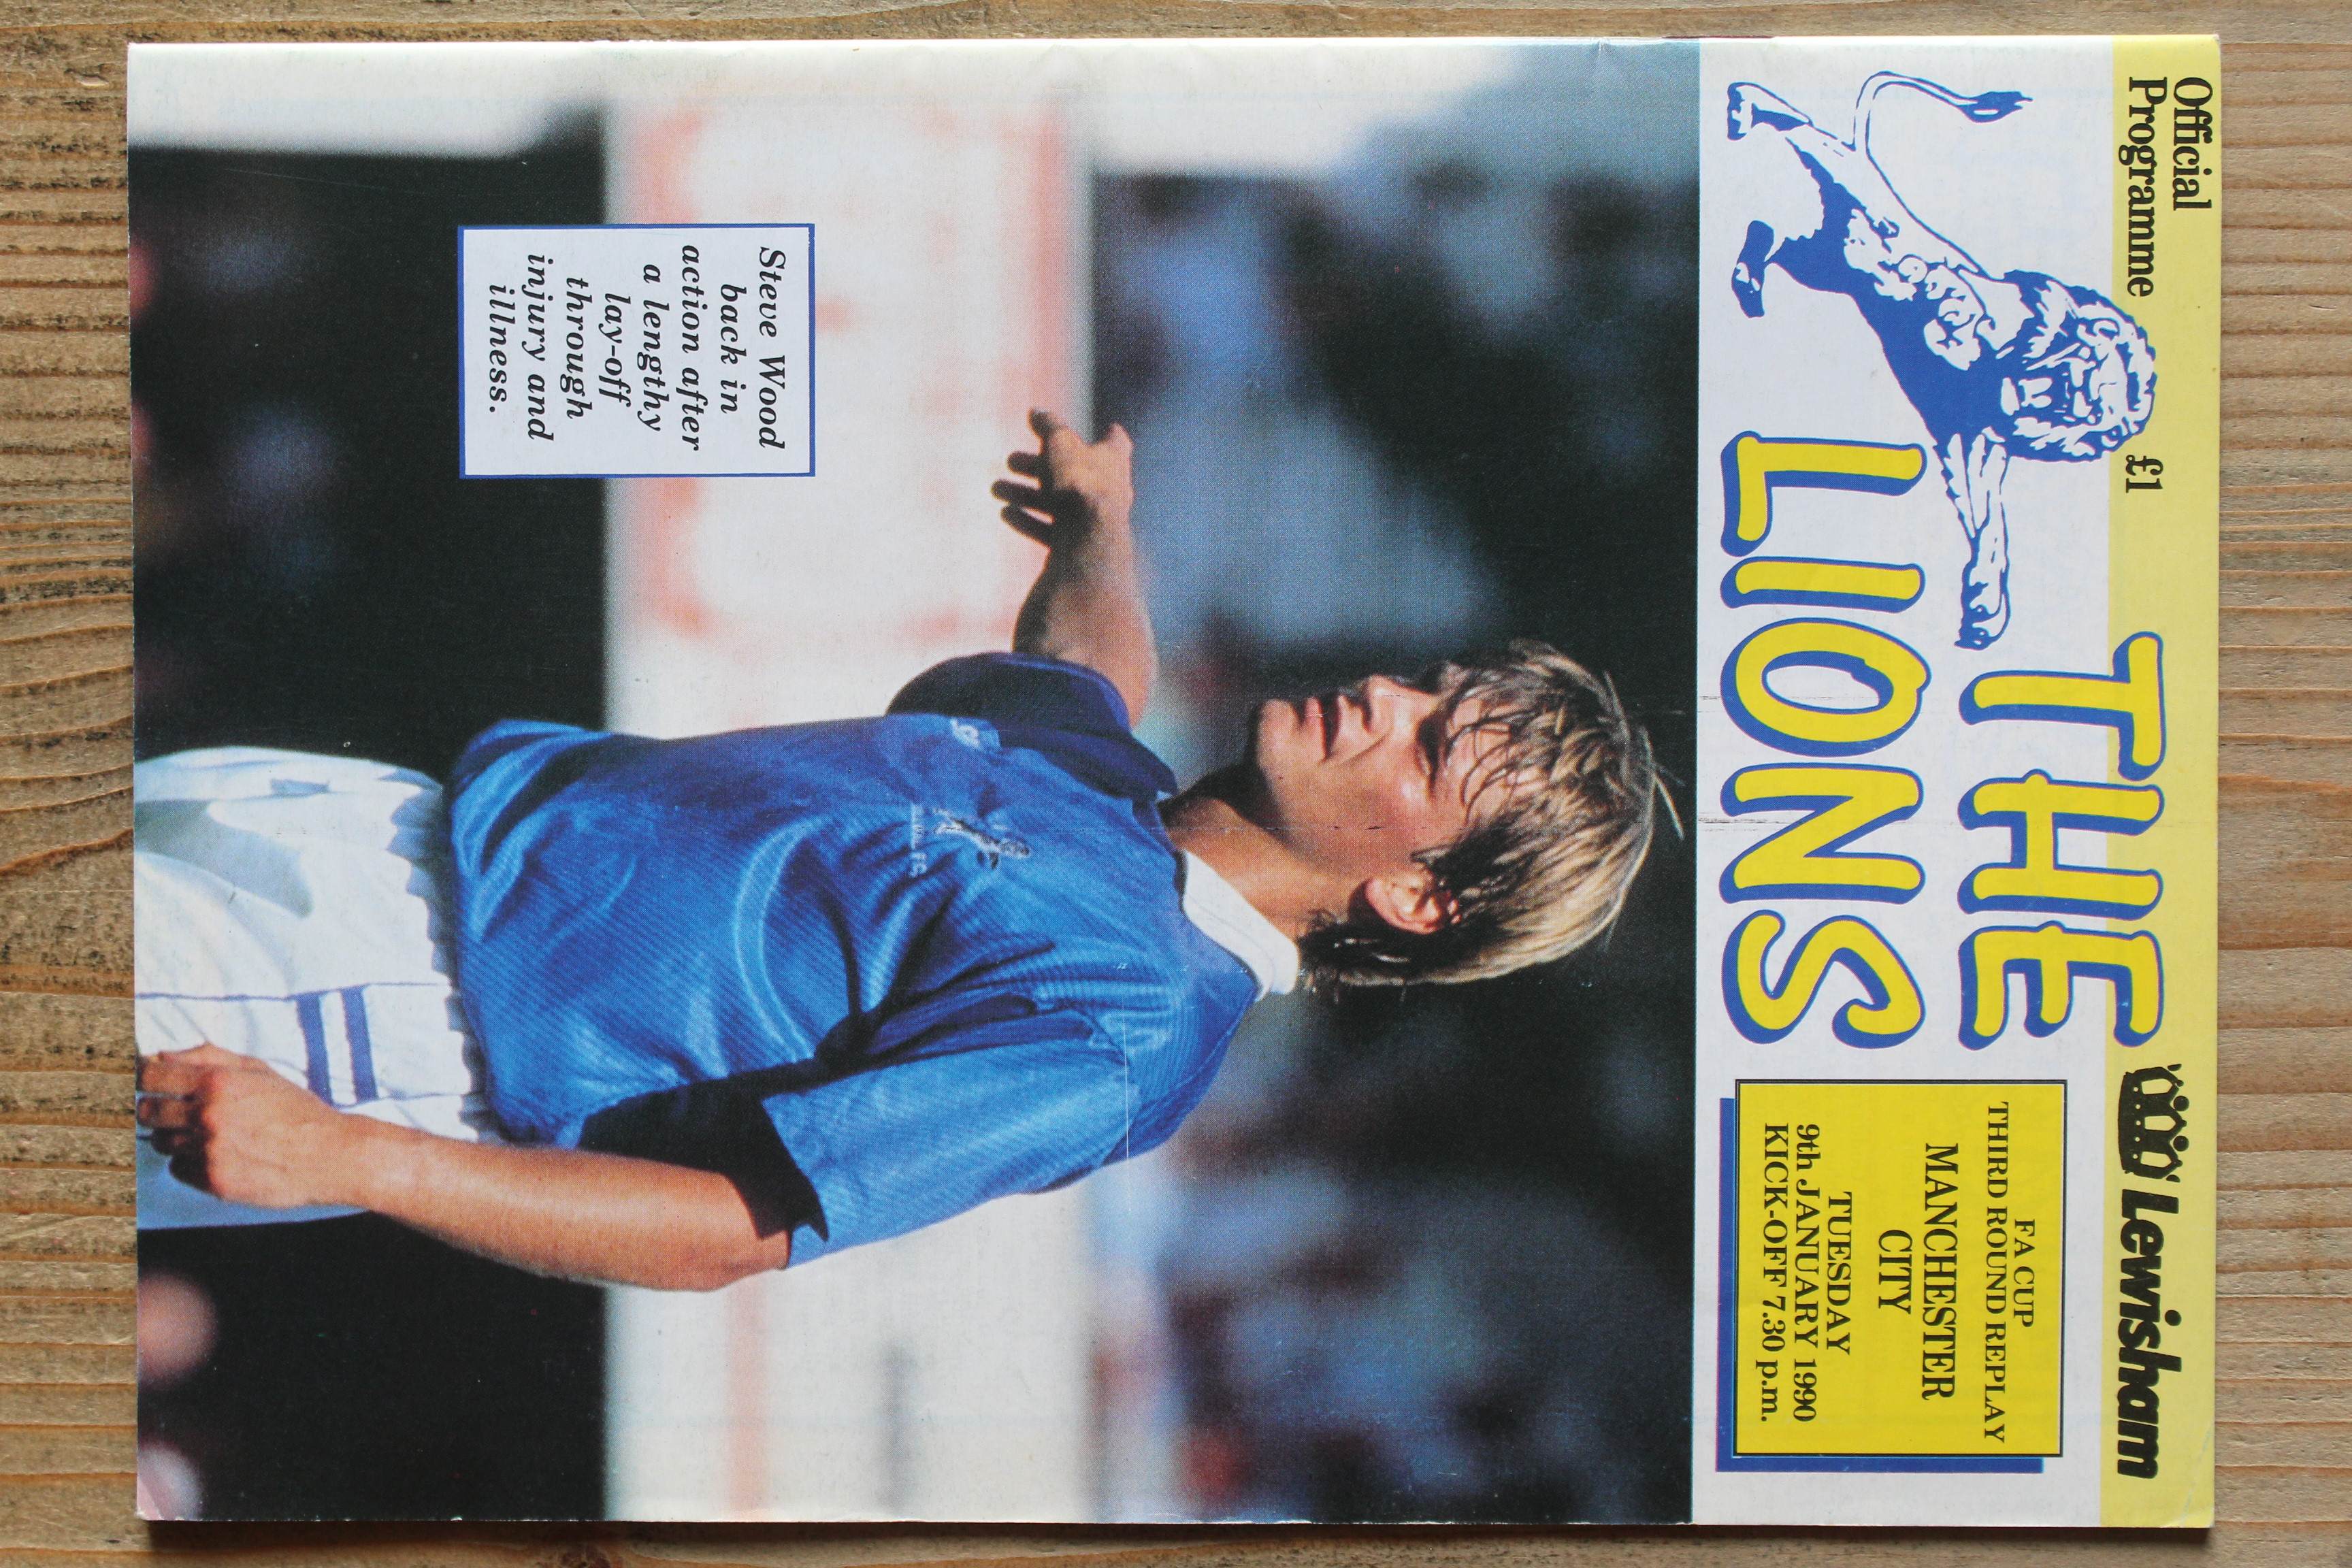 Official
Programme
£1
Lewisham
THE
LIONS
FA CUP
THIRD ROUND REPLAY
MANCHESTER
CITY
TUESDAY
9th JANUARY 1990
KICK-OFF 7.30 p.m.
Steve Wood
back in
action after
a lengthy
lay-off
through
injury and
illness.